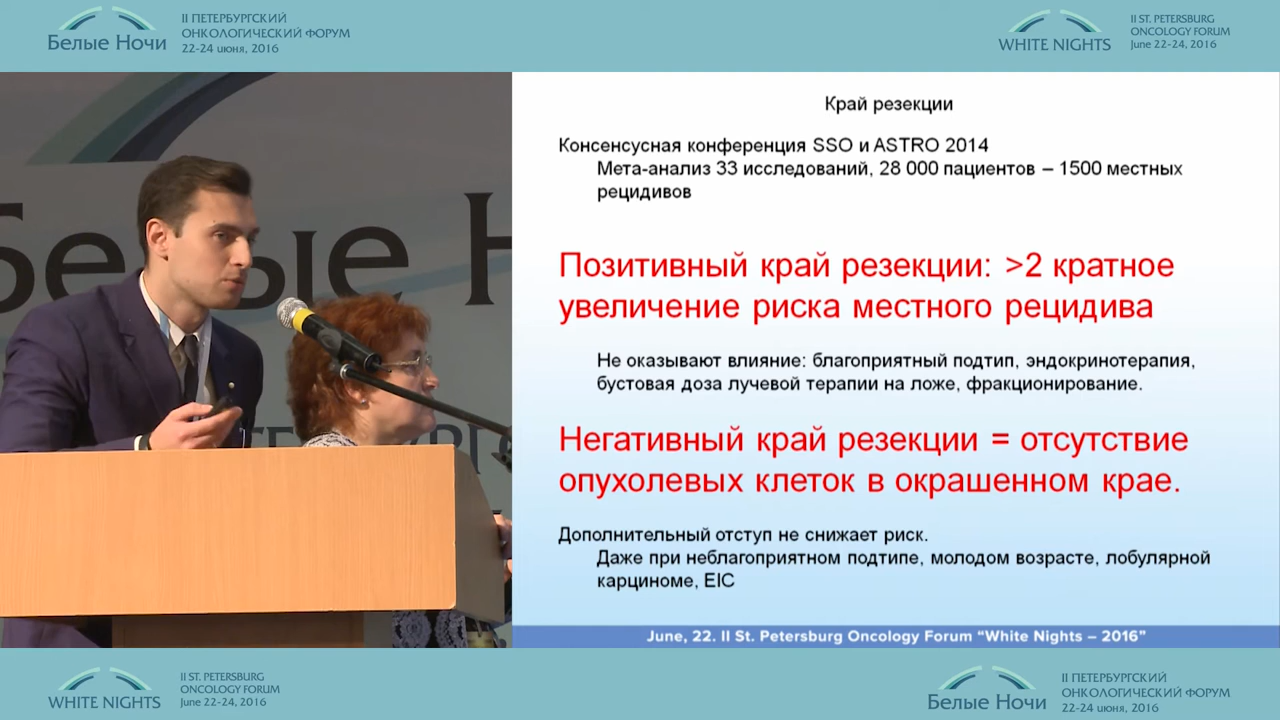 Белые Ночи
II ПЕТЕРБУРГСКИЙ
ОНКОЛОГИЧЕСКИЙ ФОРУМ
22-24 июня, 2016
WHITE NIGHTS
II ST. PETERSBURG
ONCOLOGY FORUM
June 22-24, 2016
Белые Н
Край резекции
Консенсусная конференция SSO и ASTRO 2014
Мета-анализ 33 исследований, 28 000 пациентов – 1500 местных
рецидивов
Позитивный край резекции: >2 кратное
увеличение риска местного рецидива
Не оказывают влияние: благоприятный подтип, эндокринотерапия,
бустовая доза лучевой терапии на ложе, фракционирование.
Негативный край резекции = отсутствие
опухолевых клеток в окрашенном крае.
Дополнительный отступ не снижает риск.
Даже при неблагоприятном подтипе, молодом возрасте, лобулярной
карциноме, EIC
June, 22. II St. Petersburg Oncology Forum “White Nights – 2016”
WHITE NIGHTS
II ST. PETERSBURG
ONCOLOGY FORUM
June 22-24, 2016
Белые Ночи
II ПЕТЕРБУРГСКИЙ
ОНКОЛОГИЧЕСКИЙ ФОРУМ
22-24 июня, 2016